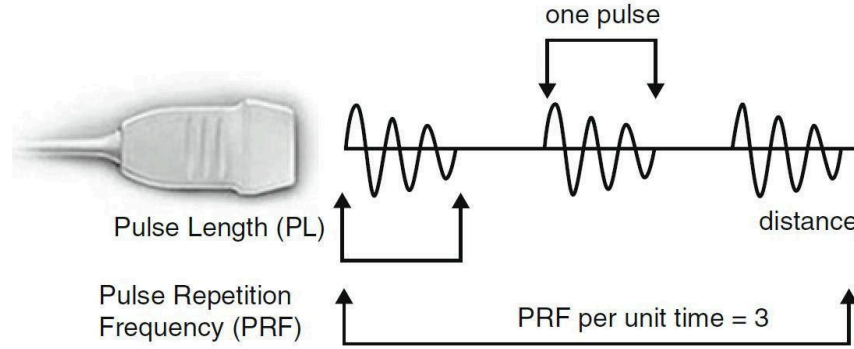 one pulse
Pulse Length (PL)
distance
Pulse Repetition
Frequency (PRF)
PRF per unit time = 3